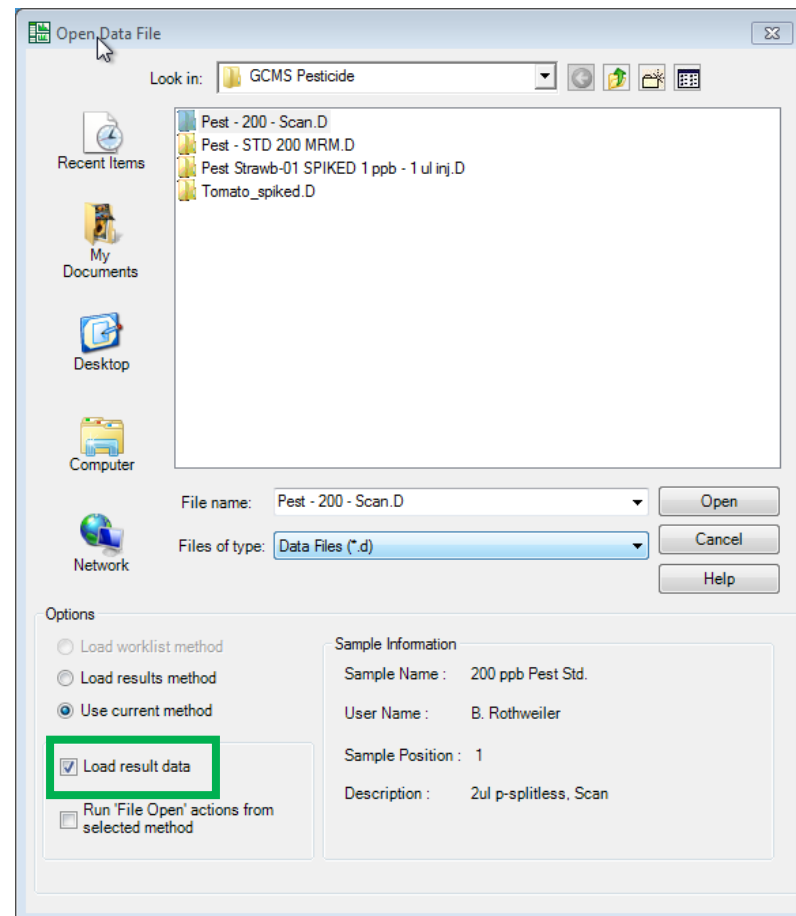 Open Data File
Look in: GCMS Pesticide
Recent Items
My
Documents
Desktop
Computer
Network
Pest - 200 - Scan.D
Pest - STD 200 MRM.D
Pest Strawb-01 SPIKED 1 ppb - 1 ul inj.D
Tomato_spiked.D
File name: Pest - 200 - Scan.D Open
Files of type: Data Files (*.d) Cancel
Help
Options
Load worklist method
Load results method
Use current method
Load result data
Run 'File Open' actions from
selected method
Sample Information
Sample Name : 200 ppb Pest Std.
User Name : B. Rothweiler
Sample Position : 1
Description : 2ul p-splitless, Scan